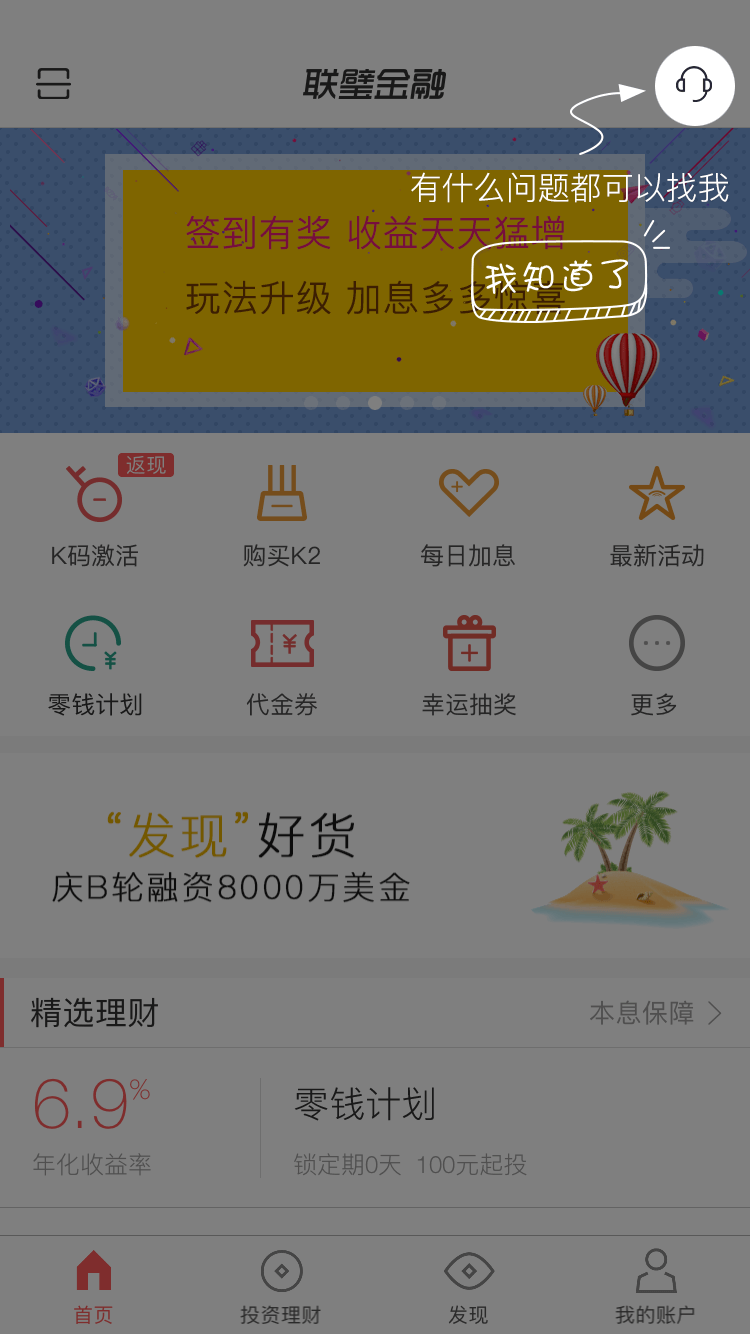 联璧金融
有什么问题都可以找我
签到有奖 收益天天猛增
我知道了
玩法升级 加息多多惊喜
返现
K码激活
购买K2
每日加息
最新活动
零钱计划
代金券
幸运抽奖
更多
“发现”好货
庆B轮融资8000万美金
精选理财
本息保障
6.9%
零钱计划
年化收益率
锁定期0天 100元起投
首页
投资理财
发现
我的账户